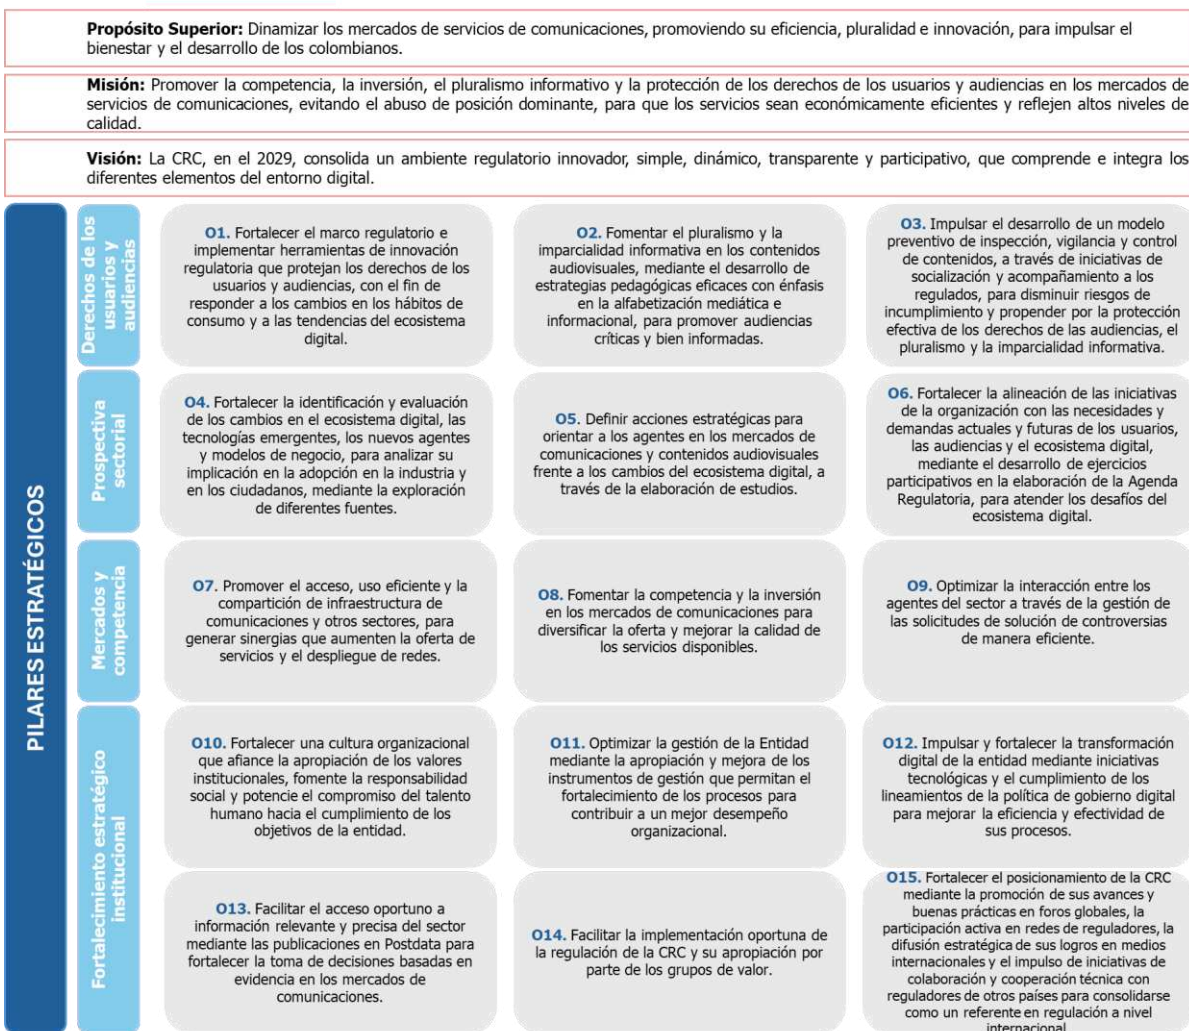 Propósito Superior: Dinamizar los mercados de servicios de comunicaciones, promoviendo su eficiencia, pluralidad e innovación, para impulsar el
bienestar y el desarrollo de los colombianos.
Misión: Promover la competencia, la inversión, el pluralismo informativo y la protección de los derechos de los usuarios y audiencias en los mercados de
servicios de comunicaciones, evitando el abuso de posición dominante, para que los servicios sean económicamente eficientes y reflejen altos niveles de
calidad.
Visión: La CRC, en el 2029, consolida un ambiente regulatorio innovador, simple, dinámico, transparente y participativo, que comprende e integra los
diferentes elementos del entorno digital.
PILARES ESTRATÉGICOS
Derechos de los
usuarios y
audiencias
O1. Fortalecer el marco regulatorio e
implementar herramientas de innovación
regulatoria que protejan los derechos de los
usuarios y audiencias, con el fin de
responder a los cambios en los hábitos de
consumo y a las tendencias del ecosistema
digital.
O2. Fomentar el pluralismo y la
imparcialidad informativa en los contenidos
audiovisuales, mediante el desarrollo de
estrategias pedagógicas eficaces con énfasis
en la alfabetización mediática e
informacional, para promover audiencias
críticas y bien informadas.
O3. Impulsar el desarrollo de un modelo
preventivo de inspección, vigilancia y control
de contenidos, a través de iniciativas de
socialización y acompañamiento a los
regulados, para disminuir riesgos de
incumplimiento y propender por la protección
efectiva de los derechos de las audiencias, el
pluralismo y la imparcialidad informativa.
Prospectiva
sectorial
O4. Fortalecer la identificación y evaluación
de los cambios en el ecosistema digital, las
tecnologías emergentes, los nuevos agentes
y modelos de negocio, para analizar su
implicación en la adopción en la industria y
en los ciudadanos, mediante la exploración
de diferentes fuentes.
O5. Definir acciones estratégicas para
orientar a los agentes en los mercados de
comunicaciones y contenidos audiovisuales
frente a los cambios del ecosistema digital, a
través de la elaboración de estudios.
O6. Fortalecer la alineación de las iniciativas
de la organización con las necesidades y
demandas actuales y futuras de los usuarios,
las audiencias y el ecosistema digital,
mediante el desarrollo de ejercicios
participativos en la elaboración de la Agenda
Regulatoria, para atender los desafíos del
ecosistema digital.
Mercados y
competencia
O7. Promover el acceso, uso eficiente y la
compartición de infraestructura de
comunicaciones y otros sectores, para
generar sinergias que aumenten la oferta de
servicios y el despliegue de redes.
O8. Fomentar la competencia y la inversión
en los mercados de comunicaciones para
diversificar la oferta y mejorar la calidad de
los servicios disponibles.
O9. Optimizar la interacción entre los
agentes del sector a través de la gestión de
las solicitudes de solución de controversias
de manera eficiente.
Fortalecimiento estratégico
institucional
O10. Fortalecer una cultura organizacional
que afiance la apropiación de los valores
institucionales, fomente la responsabilidad
social y potencie el compromiso del talento
humano hacia el cumplimiento de los
objetivos de la entidad.
O11. Optimizar la gestión de la Entidad
mediante la apropiación y mejora de los
instrumentos de gestión que permitan el
fortalecimiento de los procesos para
contribuir a un mejor desempeño
organizacional.
O12. Impulsar y fortalecer la transformación
digital de la entidad mediante iniciativas
tecnológicas y el cumplimiento de los
lineamientos de la política de gobierno digital
para mejorar la eficiencia y efectividad de
sus procesos.
O13. Facilitar el acceso oportuno a
información relevante y precisa del sector
mediante las publicaciones en Postdata para
fortalecer la toma de decisiones basadas en
evidencia en los mercados de
comunicaciones.
O14. Facilitar la implementación oportuna de
la regulación de la CRC y su apropiación por
parte de los grupos de valor.
O15. Fortalecer el posicionamiento de la CRC
mediante la promoción de sus avances y
buenas prácticas en foros globales, la
participación activa en redes de reguladores, la
difusión estratégica de sus logros en medios
internacionales y el impulso de iniciativas de
colaboración y cooperación técnica con
reguladores de otros países para consolidarse
como un referente en regulación a nivel
internacional